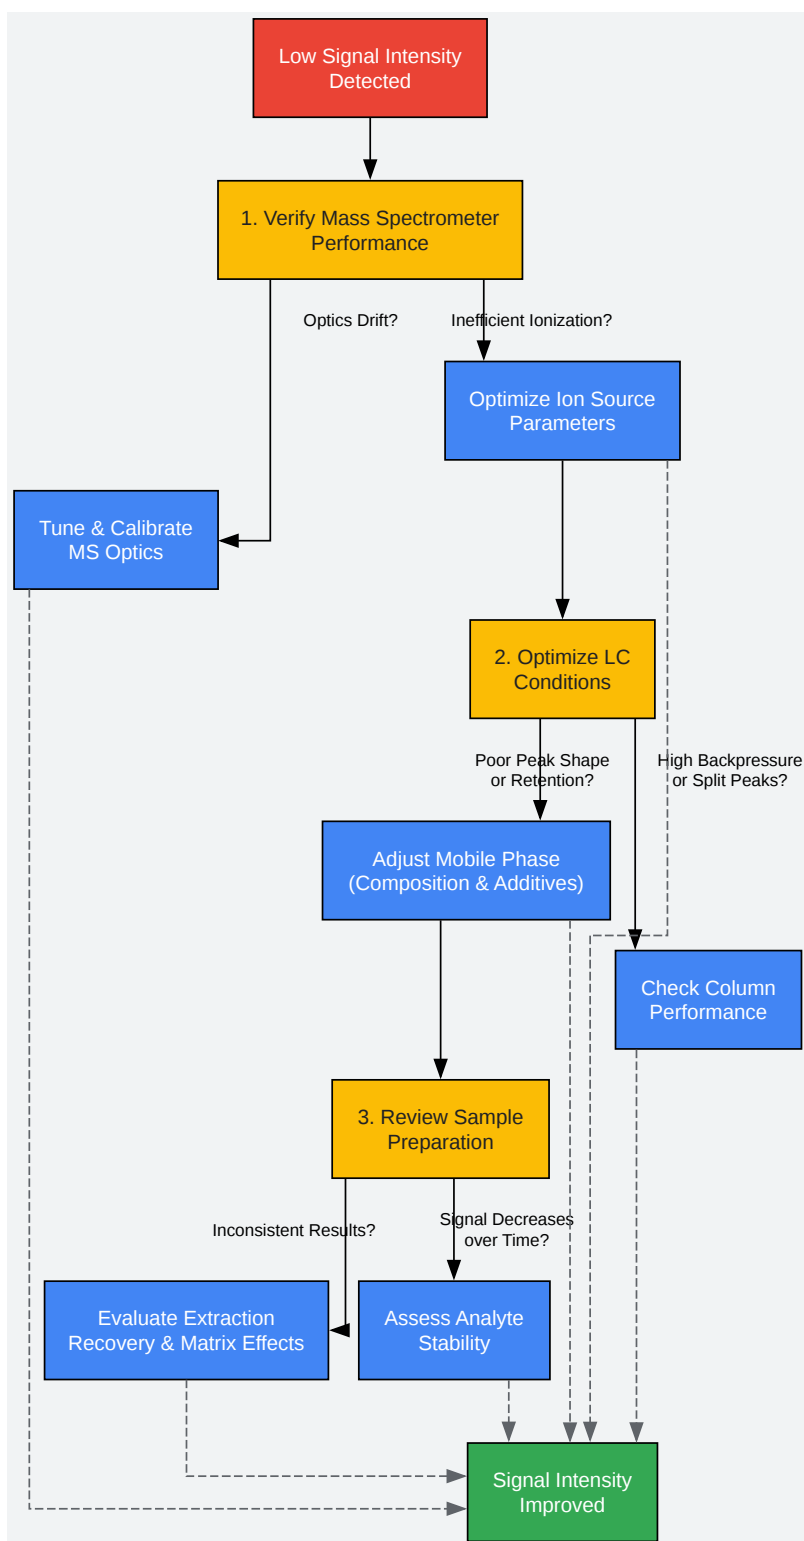 Low Signal Intensity
Detected
1. Verify Mass Spectrometer
Performance
Optics Drift?
Inefficient Ionization?
Optimize Ion Source
Parameters
Tune & Calibrate
MS Optics
2. Optimize LC
Conditions
Poor Peak Shape
or Retention?
High Backpressure
or Split Peaks?
Adjust Mobile Phase
(Composition & Additives)
Check Column
Performance
3. Review Sample
Preparation
Inconsistent Results?
Signal Decreases
over Time?
Evaluate Extraction
Recovery & Matrix Effects
Assess Analyte
Stability
Signal Intensity
Improved